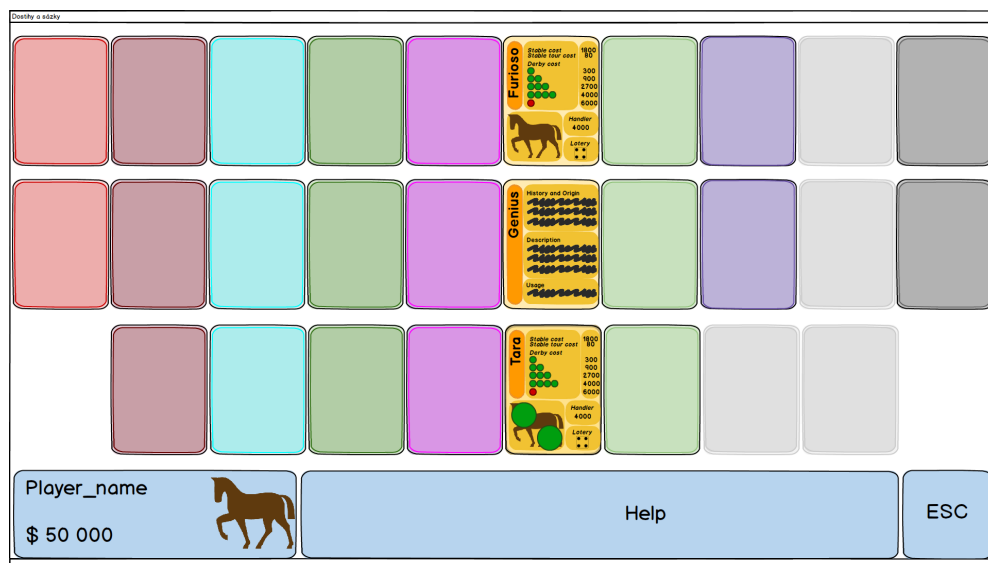 Dostihy a sázky
Furioso
Stable cost 1800
Stable tour cost 80
Derby cost
300
900
2700
4000
6000
Handler
4000
Lotery
Genius
History and Origin
Description
Usage
Tara
Stable cost 1800
Stable tour cost 80
Derby cost
300
900
2700
4000
6000
Handler
4000
Lotery
Player_name
$ 50 000
Help
ESC